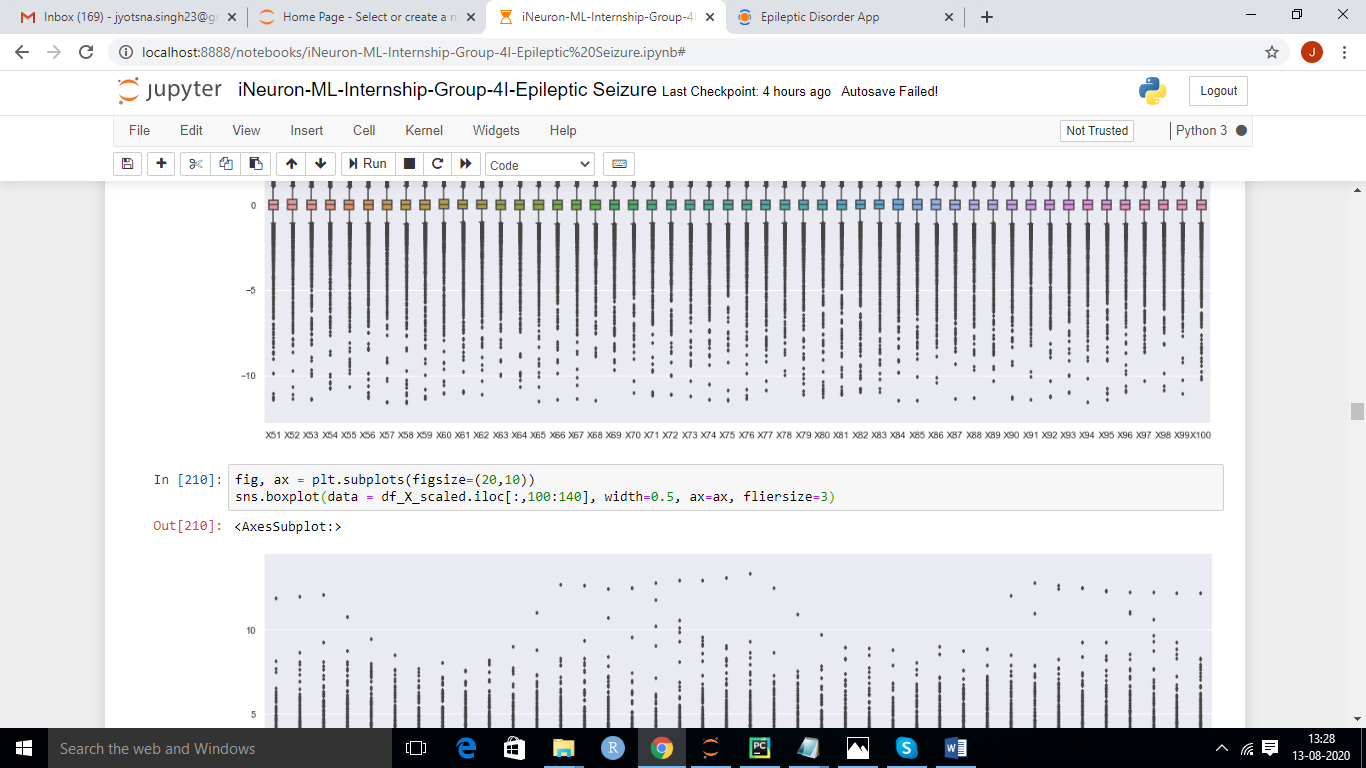 Inbox (169) - jyotsna.singh23@g
Home Page - Select or create a n
iNeuron-ML-Internship-Group-4I
Epileptic Disorder App
localhost:8888/notebooks/iNeuron-ML-Internship-Group-4I-Epileptic%20Seizure.ipynb#
J
jupyter iNeuron-ML-Internship-Group-4I-Epileptic Seizure Last Checkpoint: 4 hours ago Autosave Failed!
Logout
File Edit View Insert Cell Kernel Widgets Help
Not Trusted
Python 3
Run
Code
0
−5
−10
X51 X52 X53 X54 X55 X56 X57 X58 X59 X60 X61 X62 X63 X64 X65 X66 X67 X68 X69 X70 X71 X72 X73 X74 X75 X76 X77 X78 X79 X80 X81 X82 X83 X84 X85 X86 X87 X88 X89 X90 X91 X92 X93 X94 X95 X96 X97 X98 X99 X100
In [210]: fig, ax = plt.subplots(figsize=(20,10))
sns.boxplot(data = df_X_scaled.iloc[:,100:140], width=0.5, ax=ax, fliersize=3)
Out[210]: <AxesSubplot:>
10
5
Search the web and Windows
R
PC
S
W
13:28
13-08-2020